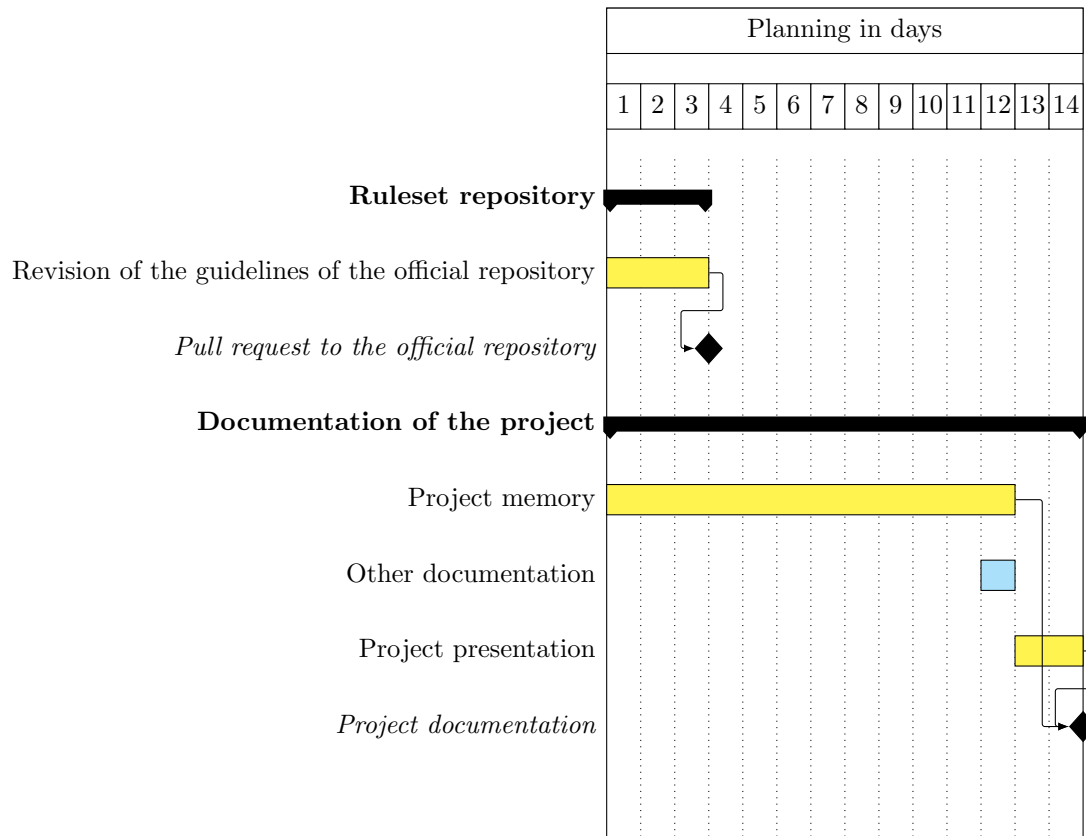 Planning in days
1 2 3 4 5 6 7 8 9 10 11 12 13 14
Ruleset repository
Revision of the guidelines of the official repository
Pull request to the official repository
Documentation of the project
Project memory
Other documentation
Project presentation
Project documentation